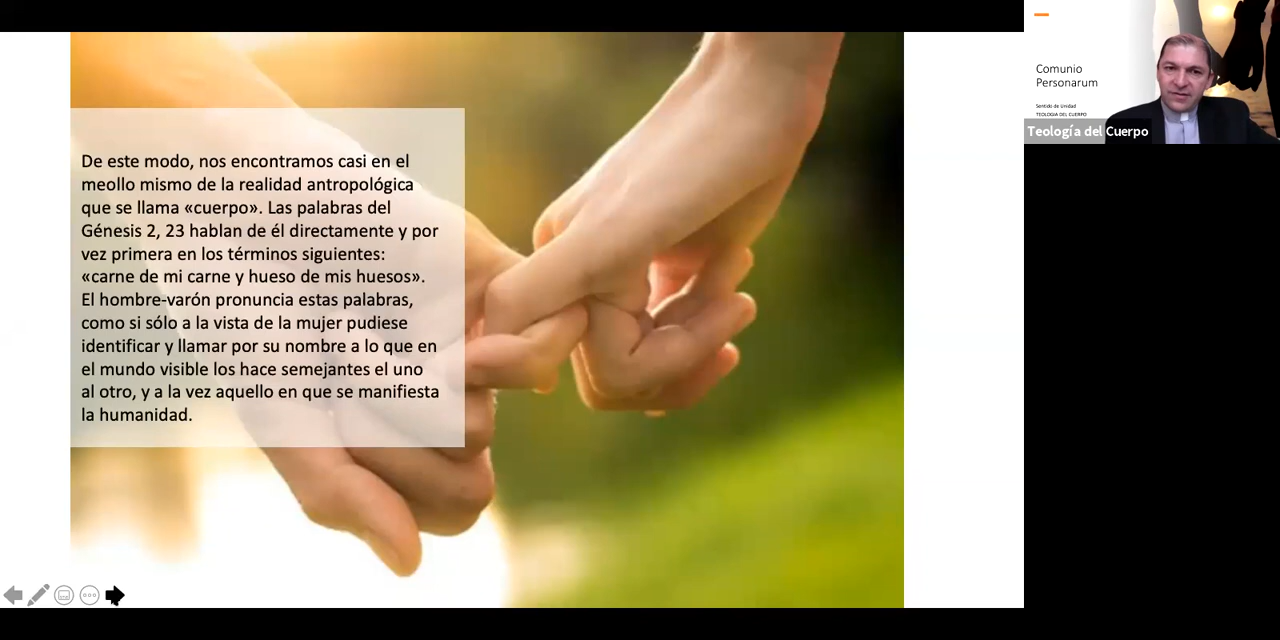 De este modo, nos encontramos casi en el
meollo mismo de la realidad antropológica
que se llama «cuerpo». Las palabras del
Génesis 2, 23 hablan de él directamente y por
vez primera en los términos siguientes:
«carne de mi carne y hueso de mis huesos».
El hombre-varón pronuncia estas palabras,
como si sólo a la vista de la mujer pudiese
identificar y llamar por su nombre a lo que en
el mundo visible los hace semejantes el uno
al otro, y a la vez aquello en que se manifiesta
la humanidad.
Comunio
Personarum
Sentido de Unidad
TEOLOGIA DEL CUERPO
Teología del Cuerpo